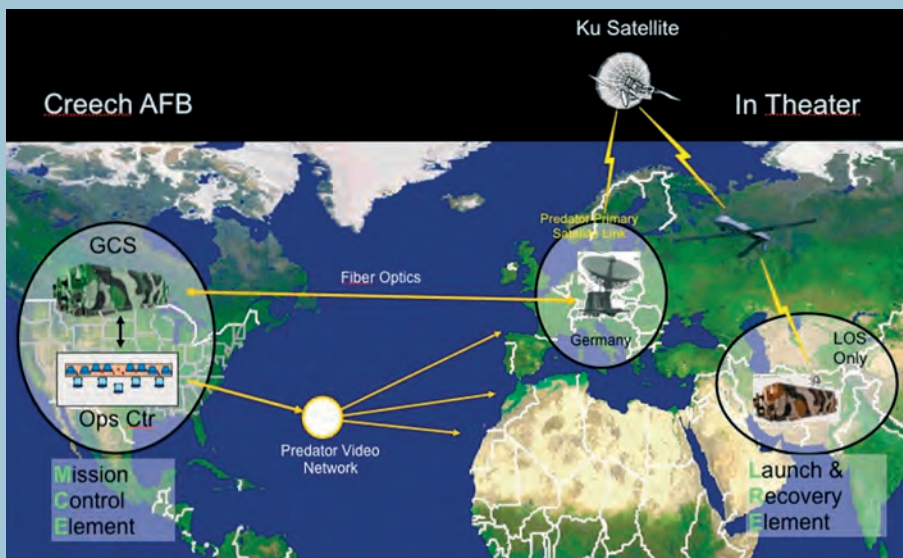 Ku Satellite
Creech AFB
In Theater
GCS
Fiber Optics
Predator Primary
Satellite Link
Germany
LOS
Only
Ops Ctr
Predator Video
Network
Mission
Control
Element
Launch &
Recovery
Element